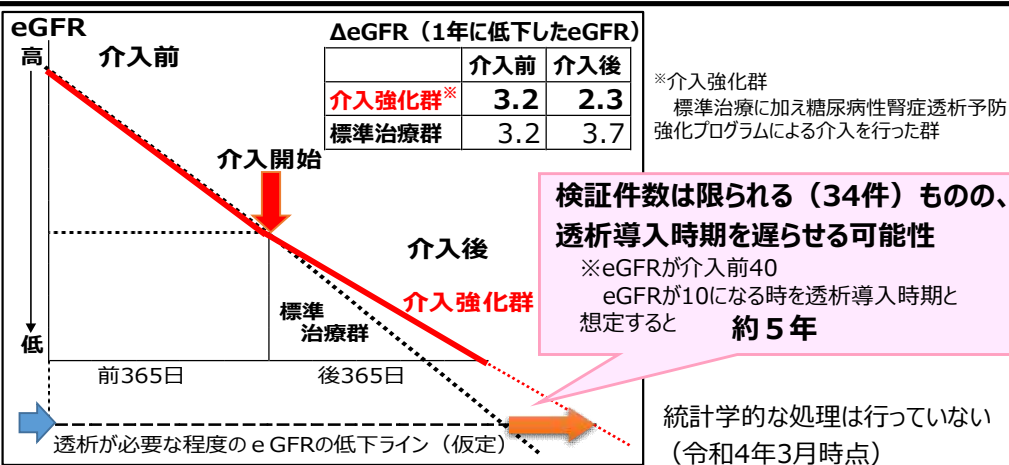 eGFR
高
介入前
ΔeGFR（1年に低下したeGFR）
介入前 介入後
介入強化群※ 3.2 2.3
標準治療群 3.2 3.7
※介入強化群
標準治療に加え糖尿病性腎症透析予防
強化プログラムによる介入を行った群
介入開始
検証件数は限られる（34件）ものの、
透析導入時期を遅らせる可能性
※eGFRが介入前40
eGFRが10になる時を透析導入時期と
想定すると 約５年
介入後
介入強化群
標準
治療群
低
前365日 後365日
透析が必要な程度のｅGFRの低下ライン（仮定）
統計学的な処理は行っていない
（令和4年3月時点）